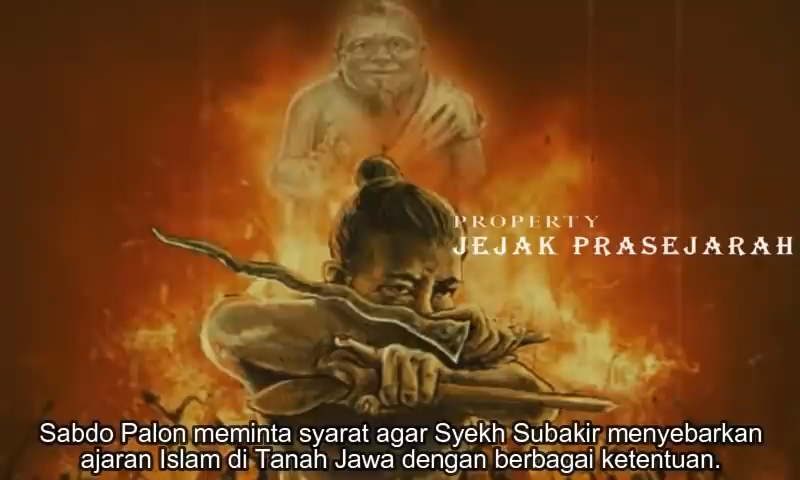 PROPERTY
JEJAK PRASEJARAH
Sabdo Palon meminta syarat agar Syekh Subakir menyebarkan
ajaran Islam di Tanah Jawa dengan berbagai ketentuan.